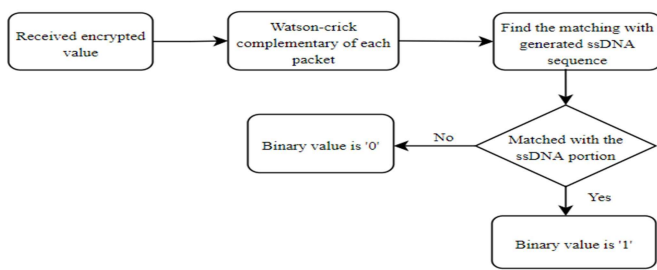 Received encrypted
value
Watson-crick
complementary of each
packet
Find the matching with
generated ssDNA
sequence
Matched with the
ssDNA portion
No
Binary value is '0'
Yes
Binary value is '1'